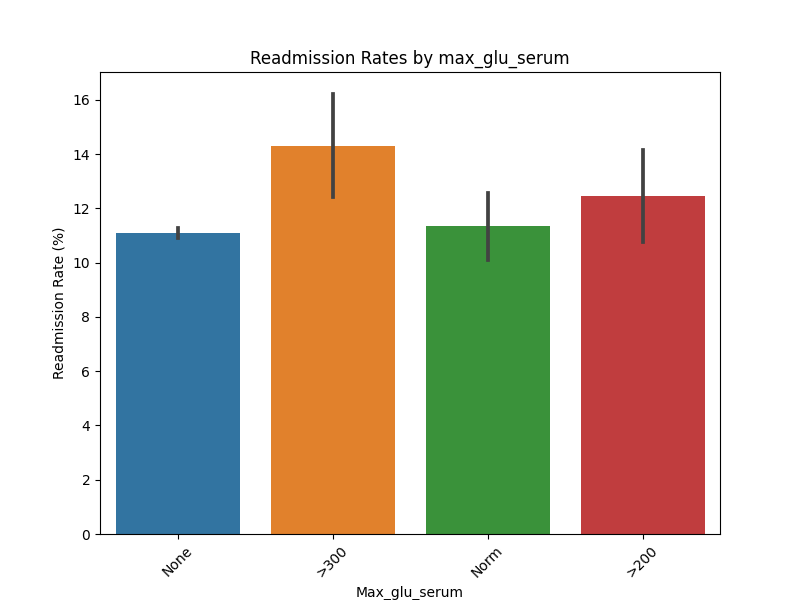 Readmission Rates by max_glu_serum
Readmission Rate (%)
16
14
12
10
8
6
4
2
0
None
>300
Norm
>200
Max_glu_serum